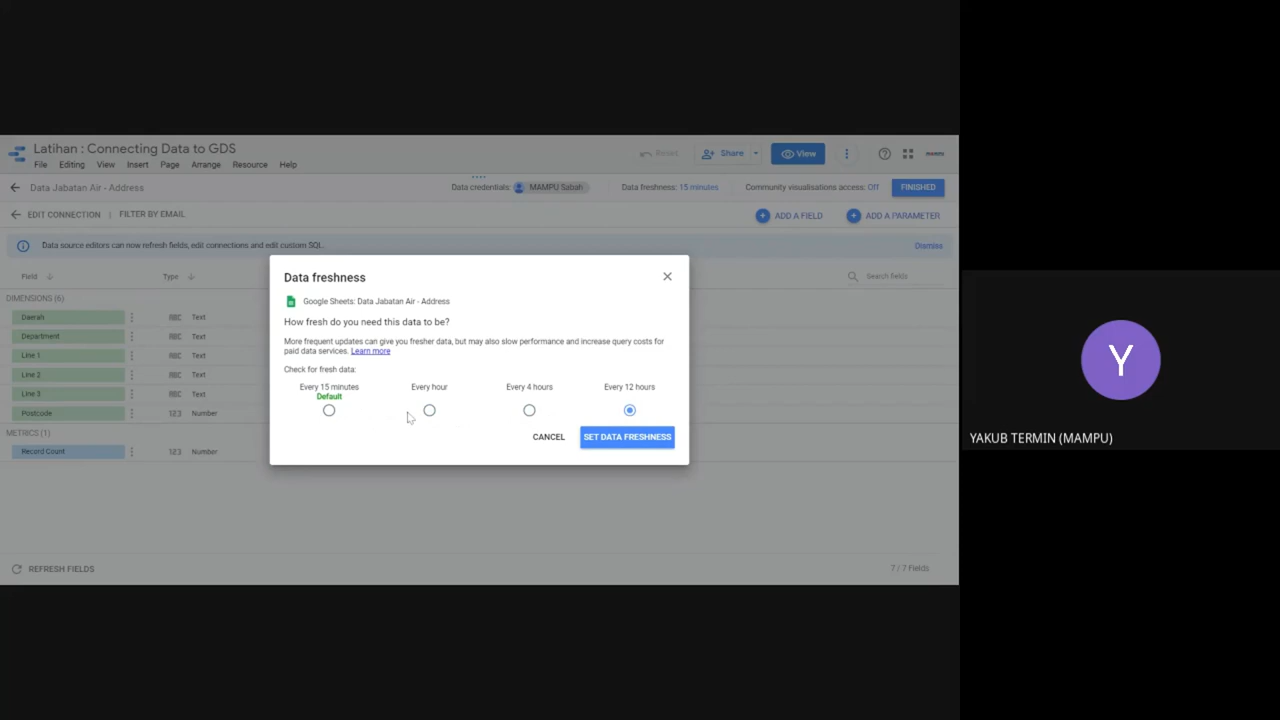 Latihan : Connecting Data to GDS
File Editing View Insert Page Arrange Resource Help
Reset
Share
View
Data Jabatan Air - Address
Data credentials: MAMPU Sabah
Data freshness: 15 minutes
Community visualisations access: Off
FINISHED
EDIT CONNECTION | FILTER BY EMAIL
ADD A FIELD
ADD A PARAMETER
Data source editors can now refresh fields, edit connections and edit custom SQL.
Dismiss
Field Type
Search fields
DIMENSIONS (6)
Daerah ABC Text
Department ABC Text
Line 1 ABC Text
Line 2 ABC Text
Line 3 ABC Text
Postcode 123 Number
METRICS (1)
Record Count 123 Number
REFRESH FIELDS
7 / 7 Fields
Data freshness
Google Sheets: Data Jabatan Air - Address
How fresh do you need this data to be?
More frequent updates can give you fresher data, but may also slow performance and increase query costs for
paid data services. Learn more
Check for fresh data:
Every 15 minutes Every hour Every 4 hours Every 12 hours
Default
CANCEL SET DATA FRESHNESS
Y
YAKUB TERMIN (MAMPU)